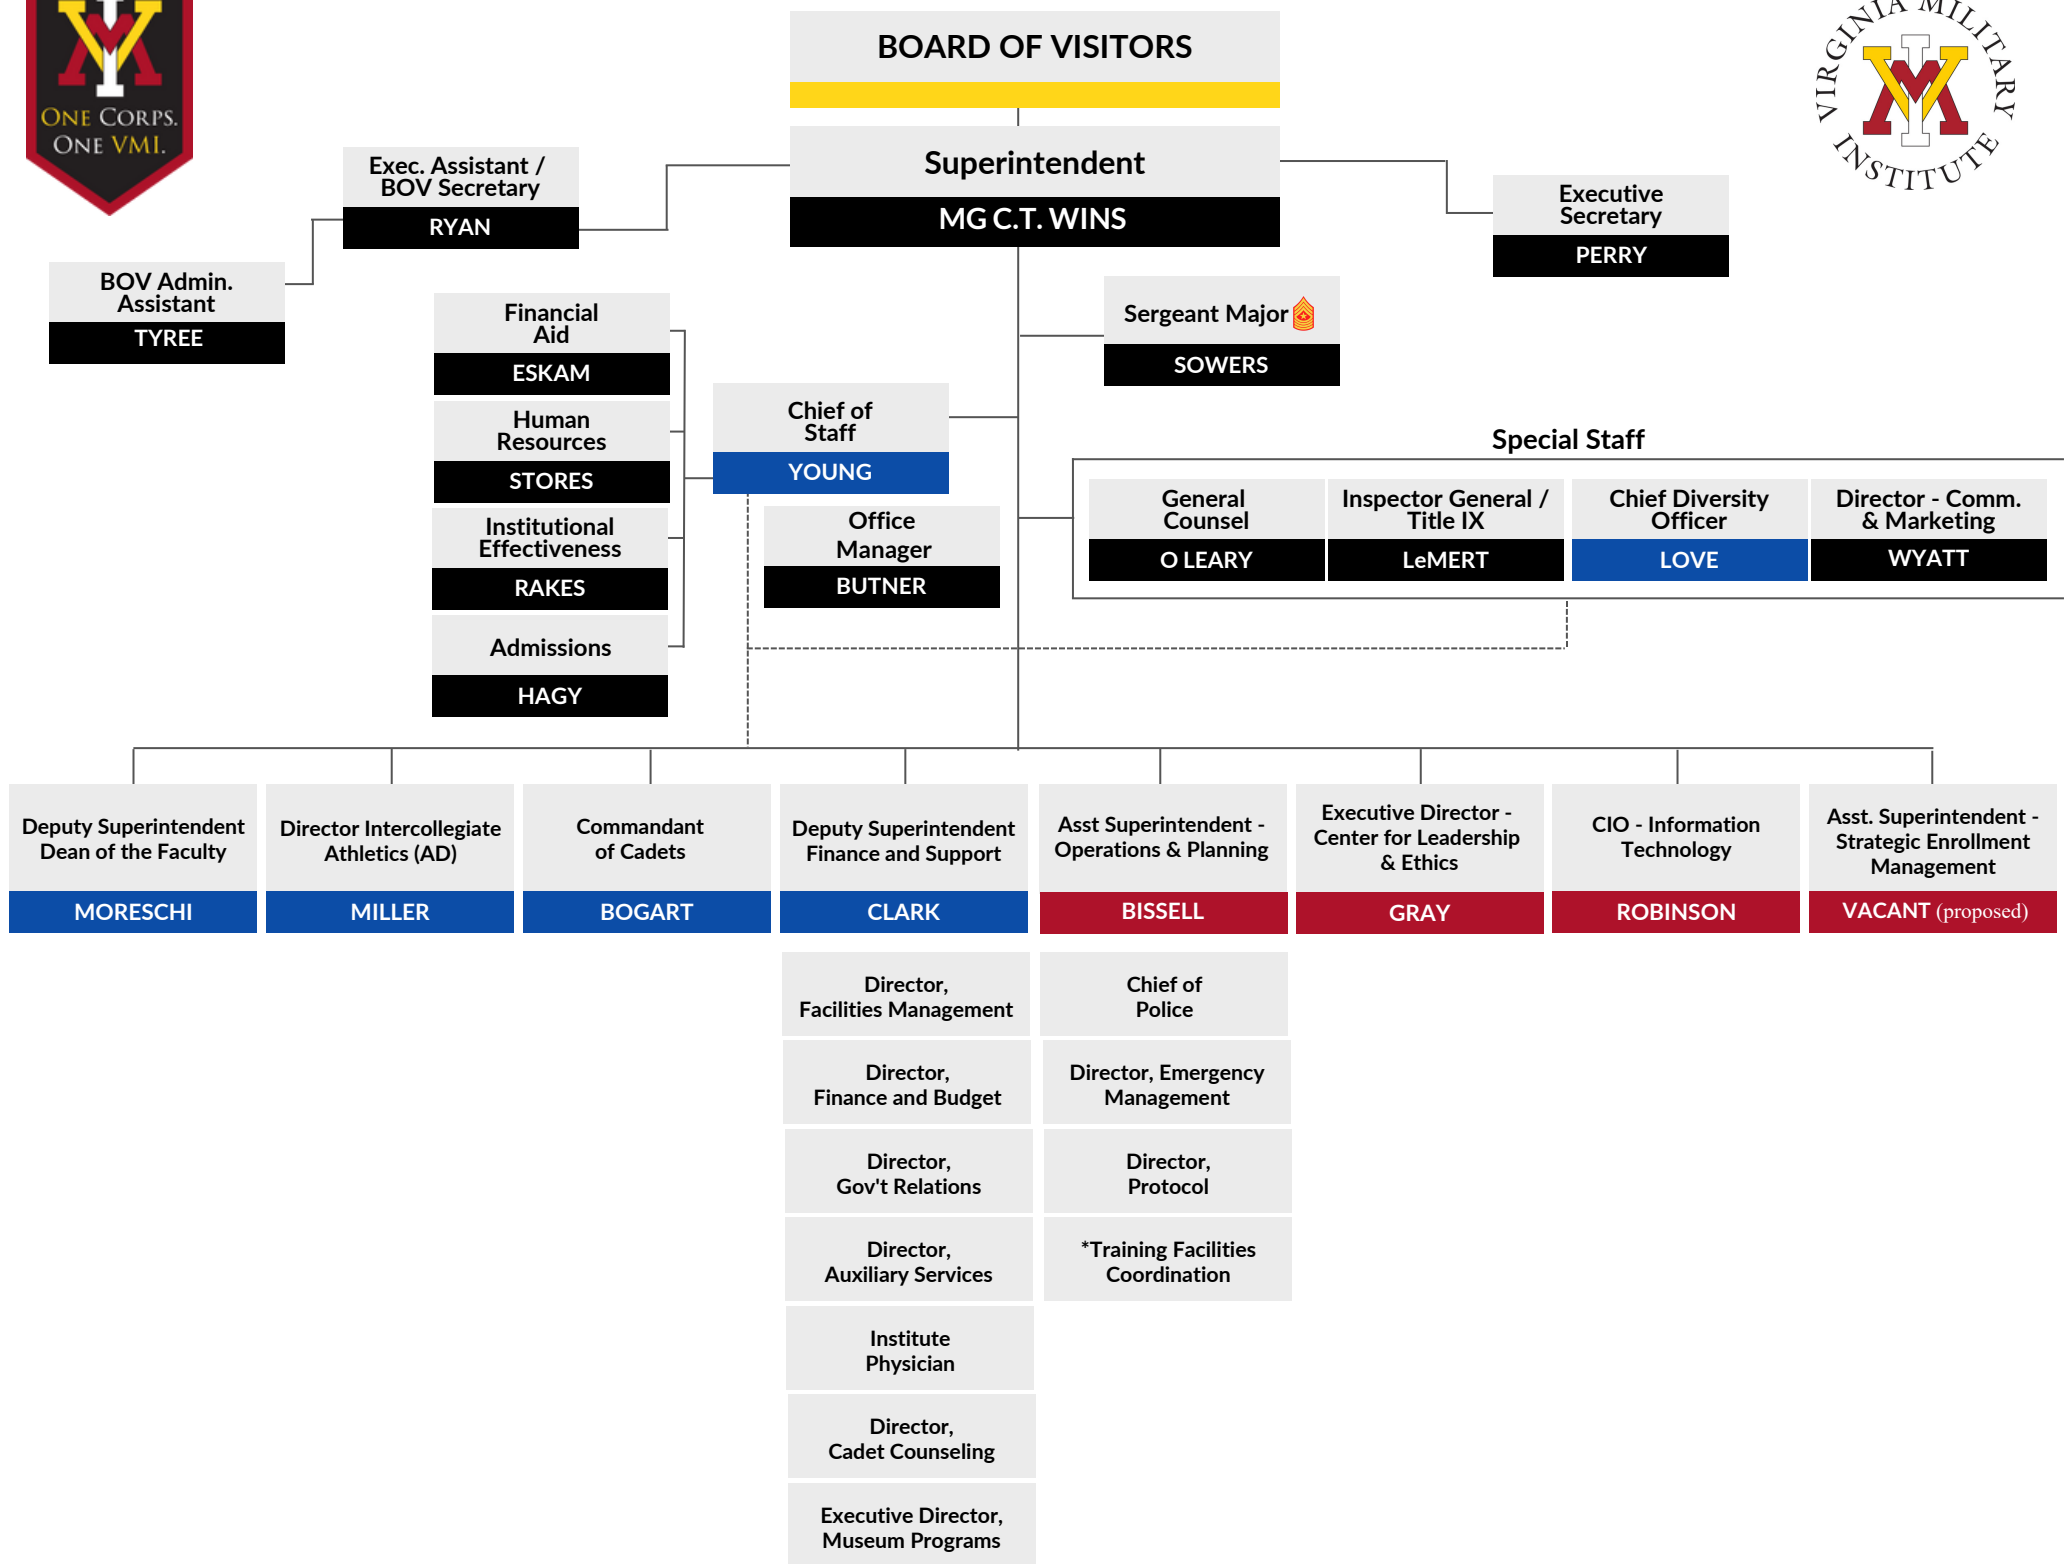 ONE CORPS.
ONE VMI.
BOARD OF VISITORS
VIRGINIA MILITARY INSTITUTE
Superintendent
MG C.T. WINS
Exec. Assistant /
BOV Secretary
RYAN
Executive
Secretary
PERRY
BOV Admin.
Assistant
TYREE
Sergeant Major
SOWERS
Financial
Aid
ESKAM
Human
Resources
STORES
Institutional
Effectiveness
RAKES
Admissions
HAGY
Chief of
Staff
YOUNG
Office
Manager
BUTNER
Special Staff
General
Counsel
O LEARY
Inspector General /
Title IX
LeMERT
Chief Diversity
Officer
LOVE
Director - Comm.
& Marketing
WYATT
Deputy Superintendent
Dean of the Faculty
MORESCHI
Director Intercollegiate
Athletics (AD)
MILLER
Commandant
of Cadets
BOGART
Deputy Superintendent
Finance and Support
CLARK
Asst Superintendent -
Operations & Planning
BISSELL
Executive Director -
Center for Leadership
& Ethics
GRAY
CIO - Information
Technology
ROBINSON
Asst. Superintendent -
Strategic Enrollment
Management
VACANT (proposed)
Director,
Facilities Management
Director,
Finance and Budget
Director,
Gov't Relations
Director,
Auxiliary Services
Institute
Physician
Director,
Cadet Counseling
Executive Director,
Museum Programs
Chief of
Police
Director, Emergency
Management
Director,
Protocol
*Training Facilities
Coordination